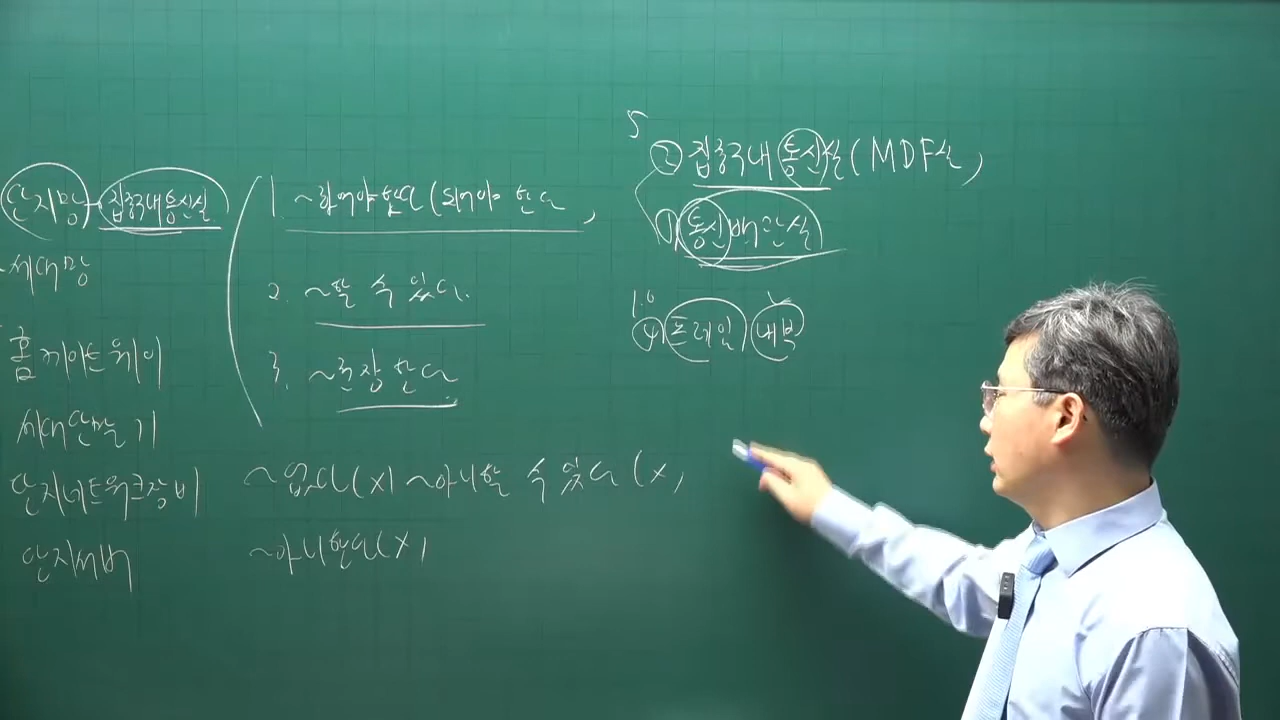 단지망-집중구내통신실
세대망
홈게이트웨이
세대단말기
단지네트워크장비
단지서버
1. ~하여야 한다 (되어야 한다)
2. ~할 수 있다.
3. ~권장한다
~없다(X) ~아니할 수 있다(X)
~아니한다(X)
5
② 집중구내통신실(MDF실)
① 통신배관실
④ 프레임 내부